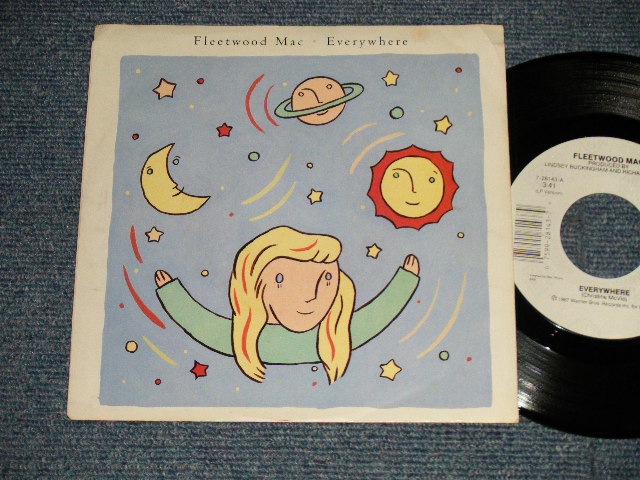 Fleetwood Mac · Everywhere
FLEETWOOD MAC
PRODUCED BY
LINDSEY BUCKINGHAM AND RICHA
7-28143-A
3:41
(LP Version)
EVERYWHERE
(Christine McVie)
℗ 1987 Warner Bros. Records Inc. for